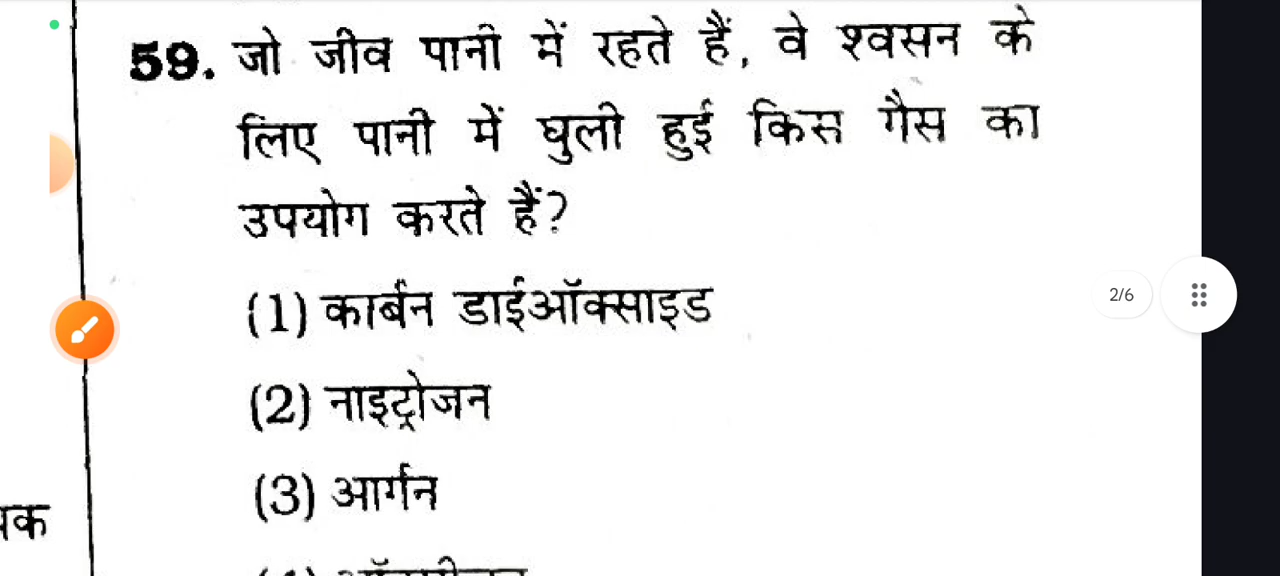 59. जो जीव पानी में रहते हैं, वे श्वसन के
लिए पानी में घुली हुई किस गैस का
उपयोग करते हैं?
(1) कार्बन डाईऑक्साइड
2/6
(2) नाइट्रोजन
(3) आर्गन